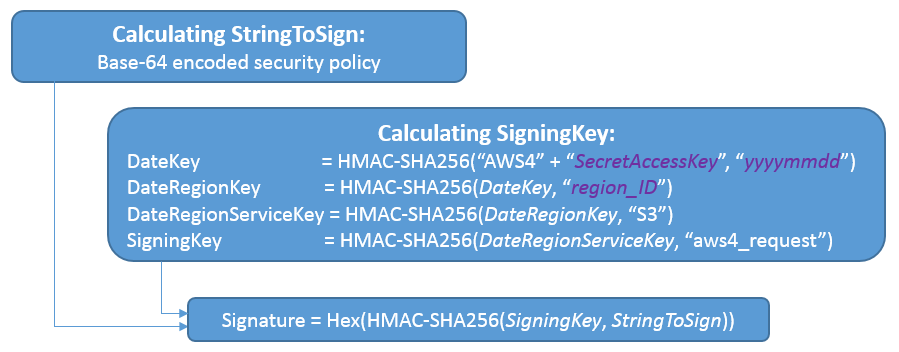 Calculating StringToSign:
Base-64 encoded security policy
Calculating SigningKey:
DateKey = HMAC-SHA256(“AWS4” + “SecretAccessKey”, “yyyymmdd”)
DateRegionKey = HMAC-SHA256(DateKey, “region_ID”)
DateRegionServiceKey = HMAC-SHA256(DateRegionKey, “S3”)
SigningKey = HMAC-SHA256(DateRegionServiceKey, “aws4_request”)
Signature = Hex(HMAC-SHA256(SigningKey, StringToSign))